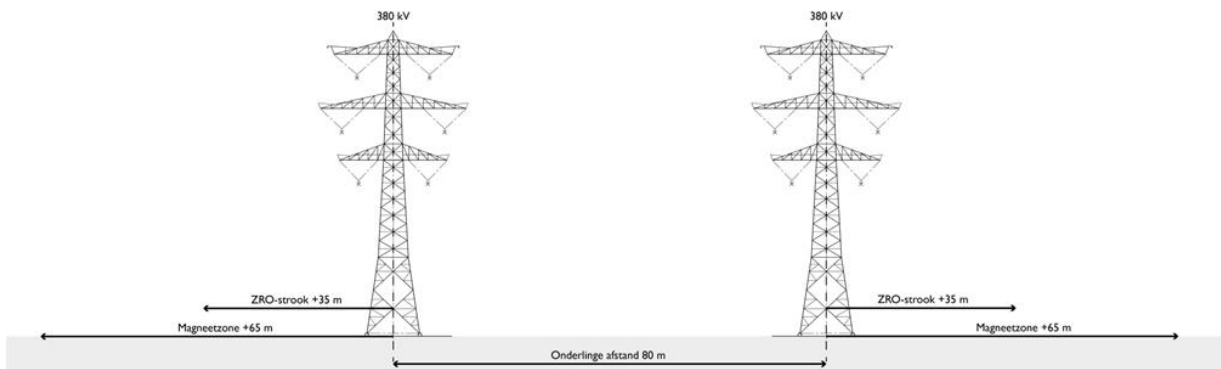 380 kV
380 kV
ZRO-strook +35 m
ZRO-strook +35 m
Magneetzone +65 m
Magneetzone +65 m
Onderlinge afstand 80 m